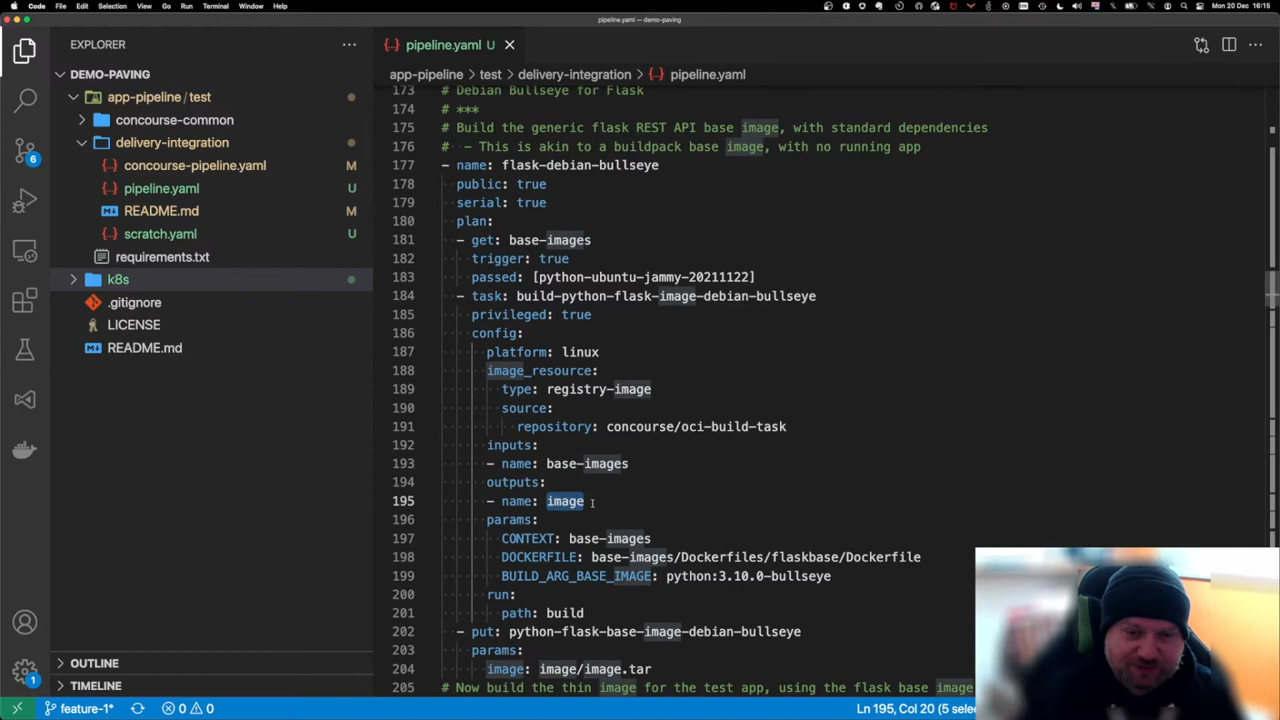 Code File Edit Selection View Go Run Terminal Window Help
Mon 20 Dec 16:15
pipeline.yaml — demo-paving
EXPLORER
DEMO-PAVING
app-pipeline / test
concourse-common
delivery-integration
concourse-pipeline.yaml M
pipeline.yaml U
README.md M
scratch.yaml U
requirements.txt
k8s
.gitignore
LICENSE
README.md
OUTLINE
TIMELINE
6
1
pipeline.yaml U
app-pipeline > test > delivery-integration > pipeline.yaml
173 # Debian Bullseye for Flask
174 # ***
175 # Build the generic flask REST API base image, with standard dependencies
176 # - This is akin to a buildpack base image, with no running app
177 - name: flask-debian-bullseye
178 public: true
179 serial: true
180 plan:
181 - get: base-images
182 trigger: true
183 passed: [python-ubuntu-jammy-20211122]
184 - task: build-python-flask-image-debian-bullseye
185 privileged: true
186 config:
187 platform: linux
188 image_resource:
189 type: registry-image
190 source:
191 repository: concourse/oci-build-task
192 inputs:
193 - name: base-images
194 outputs:
195 - name: image
196 params:
197 CONTEXT: base-images
198 DOCKERFILE: base-images/Dockerfiles/flaskbase/Dockerfile
199 BUILD_ARG_BASE_IMAGE: python:3.10.0-bullseye
200 run:
201 path: build
202 - put: python-flask-base-image-debian-bullseye
203 params:
204 image: image/image.tar
205 # Now build the thin image for the test app, using the flask base image
feature-1* 0 0
Ln 195, Col 20 (5 selec